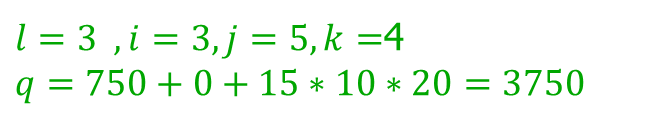 l = 3 ,i = 3,j = 5,k =4
q = 750 + 0 + 15 * 10 * 20 = 3750